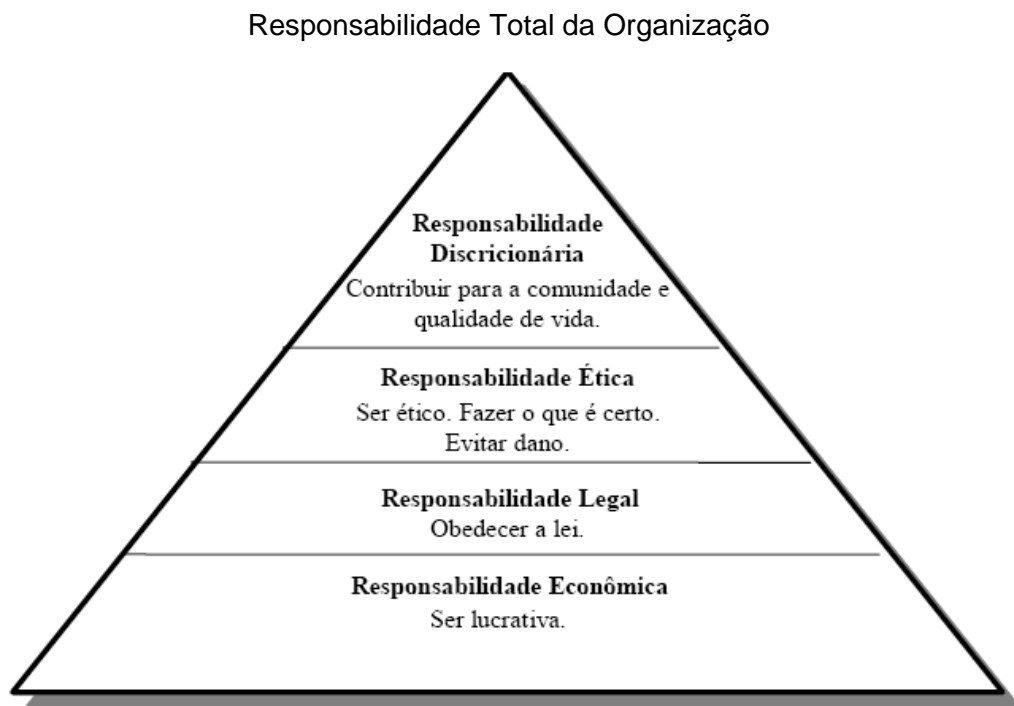 Responsabilidade Total da Organização
Responsabilidade
Discricionária
Contribuir para a comunidade e
qualidade de vida.
Responsabilidade Ética
Ser ético. Fazer o que é certo.
Evitar dano.
Responsabilidade Legal
Obedecer a lei.
Responsabilidade Econômica
Ser lucrativa.